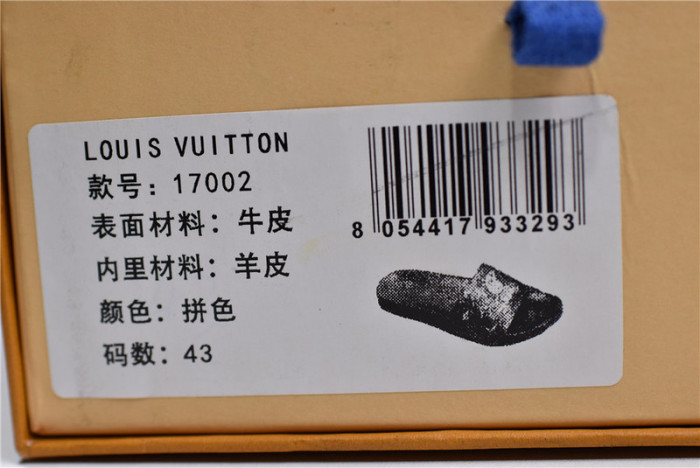 LOUIS VUITTON
款号: 17002
表面材料: 牛皮
内里材料: 羊皮
颜色: 拼色
码数: 43
8 054417 933293